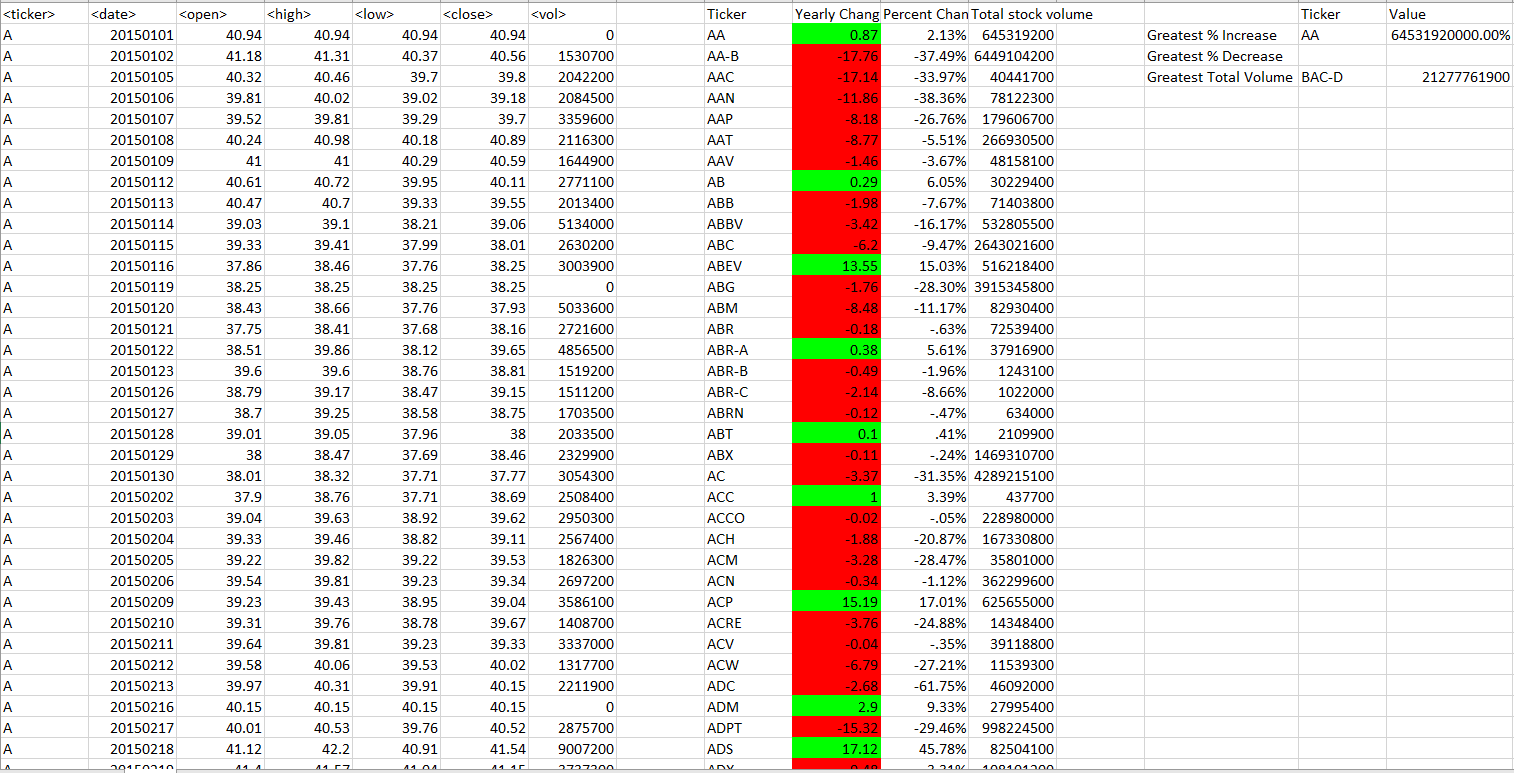 <ticker> <date> <open> <high> <low> <close> <vol> Ticker Yearly Chang Percent Chan Total stock volume Ticker Value
A 20150101 40.94 40.94 40.94 40.94 0 AA 0.87 2.13% 645319200 Greatest % Increase AA 64531920000.00%
A 20150102 41.18 41.31 40.37 40.56 1530700 AA-B -17.76 -37.49% 6449104200 Greatest % Decrease
A 20150105 40.32 40.46 39.7 39.8 2042200 AAC -17.14 -33.97% 40441700 Greatest Total Volume BAC-D 21277761900
A 20150106 39.81 40.02 39.02 39.18 2084500 AAN -11.86 -38.36% 78122300
A 20150107 39.52 39.81 39.29 39.7 3359600 AAP -8.18 -26.76% 179606700
A 20150108 40.24 40.98 40.18 40.89 2116300 AAT -8.77 -5.51% 266930500
A 20150109 41 41 40.29 40.59 1644900 AAV -1.46 -3.67% 48158100
A 20150112 40.61 40.72 39.95 40.11 2771100 AB 0.29 6.05% 30229400
A 20150113 40.47 40.7 39.33 39.55 2013400 ABB -1.98 -7.67% 71403800
A 20150114 39.03 39.1 38.21 39.06 5134000 ABBV -3.42 -16.17% 532805500
A 20150115 39.33 39.41 37.99 38.01 2630200 ABC -6.2 -9.47% 2643021600
A 20150116 37.86 38.46 37.76 38.25 3003900 ABEV 13.55 15.03% 516218400
A 20150119 38.25 38.25 38.25 38.25 0 ABG -1.76 -28.30% 3915345800
A 20150120 38.43 38.66 37.76 37.93 5033600 ABM -8.48 -11.17% 82930400
A 20150121 37.75 38.41 37.68 38.16 2721600 ABR -0.18 -.63% 72539400
A 20150122 38.51 39.86 38.12 39.65 4856500 ABR-A 0.38 5.61% 37916900
A 20150123 39.6 39.6 38.76 38.81 1519200 ABR-B -0.49 -1.96% 1243100
A 20150126 38.79 39.17 38.47 39.15 1511200 ABR-C -2.14 -8.66% 1022000
A 20150127 38.7 39.25 38.58 38.75 1703500 ABRN -0.12 -.47% 634000
A 20150128 39.01 39.05 37.96 38 2033500 ABT 0.1 .41% 2109900
A 20150129 38 38.47 37.69 38.46 2329900 ABX -0.11 -.24% 1469310700
A 20150130 38.01 38.32 37.71 37.77 3054300 AC -3.37 -31.35% 4289215100
A 20150202 37.9 38.76 37.71 38.69 2508400 ACC 1 3.39% 437700
A 20150203 39.04 39.63 38.92 39.62 2950300 ACCO -0.02 -.05% 228980000
A 20150204 39.33 39.46 38.82 39.11 2567400 ACH -1.88 -20.87% 167330800
A 20150205 39.22 39.82 39.22 39.53 1826300 ACM -3.28 -28.47% 35801000
A 20150206 39.54 39.81 39.23 39.34 2697200 ACN -0.34 -1.12% 362299600
A 20150209 39.23 39.43 38.95 39.04 3586100 ACP 15.19 17.01% 625655000
A 20150210 39.31 39.76 38.78 39.67 1408700 ACRE -3.76 -24.88% 14348400
A 20150211 39.64 39.81 39.23 39.33 3337000 ACV -0.04 -.35% 39118800
A 20150212 39.58 40.06 39.53 40.02 1317700 ACW -6.79 -27.21% 11539300
A 20150213 39.97 40.31 39.91 40.15 2211900 ADC -2.68 -61.75% 46092000
A 20150216 40.15 40.15 40.15 40.15 0 ADM 2.9 9.33% 27995400
A 20150217 40.01 40.53 39.76 40.52 2875700 ADPT -15.32 -29.46% 998224500
A 20150218 41.12 42.2 40.91 41.54 9007200 ADS 17.12 45.78% 82504100